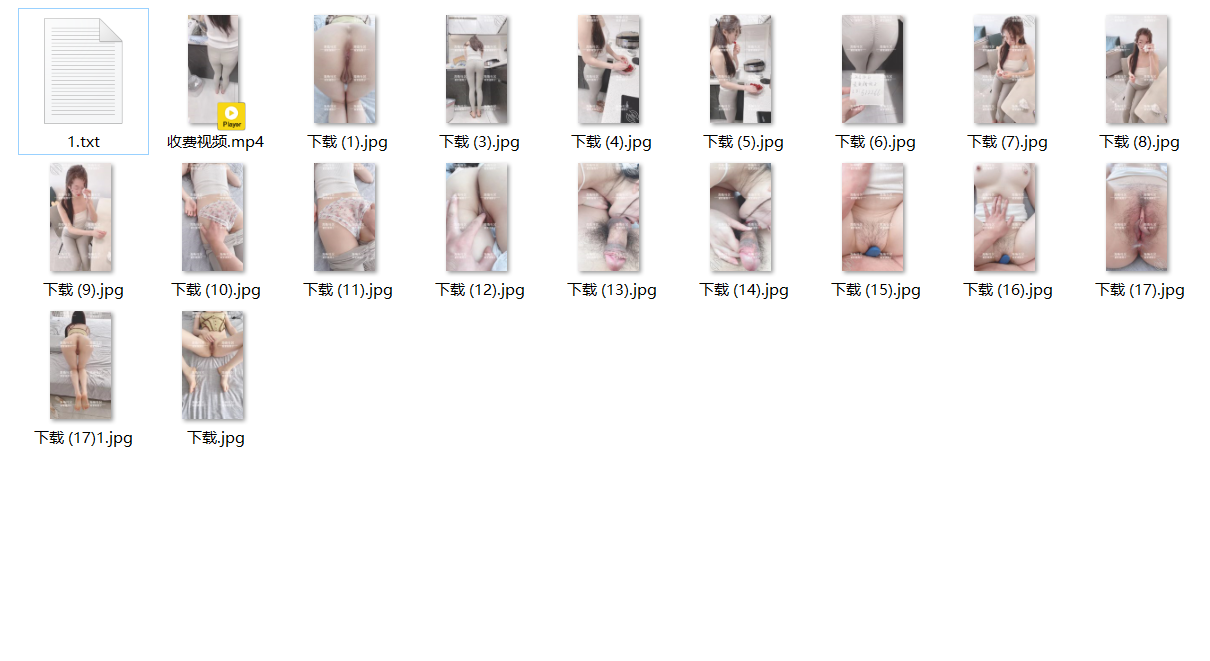 1.txt
收费视频.mp4
下载 (1).jpg
下载 (3).jpg
下载 (4).jpg
下载 (5).jpg
下载 (6).jpg
下载 (7).jpg
下载 (8).jpg
Player
下载 (9).jpg
下载 (10).jpg
下载 (11).jpg
下载 (12).jpg
下载 (13).jpg
下载 (14).jpg
下载 (15).jpg
下载 (16).jpg
下载 (17).jpg
下载 (17)1.jpg
下载.jpg